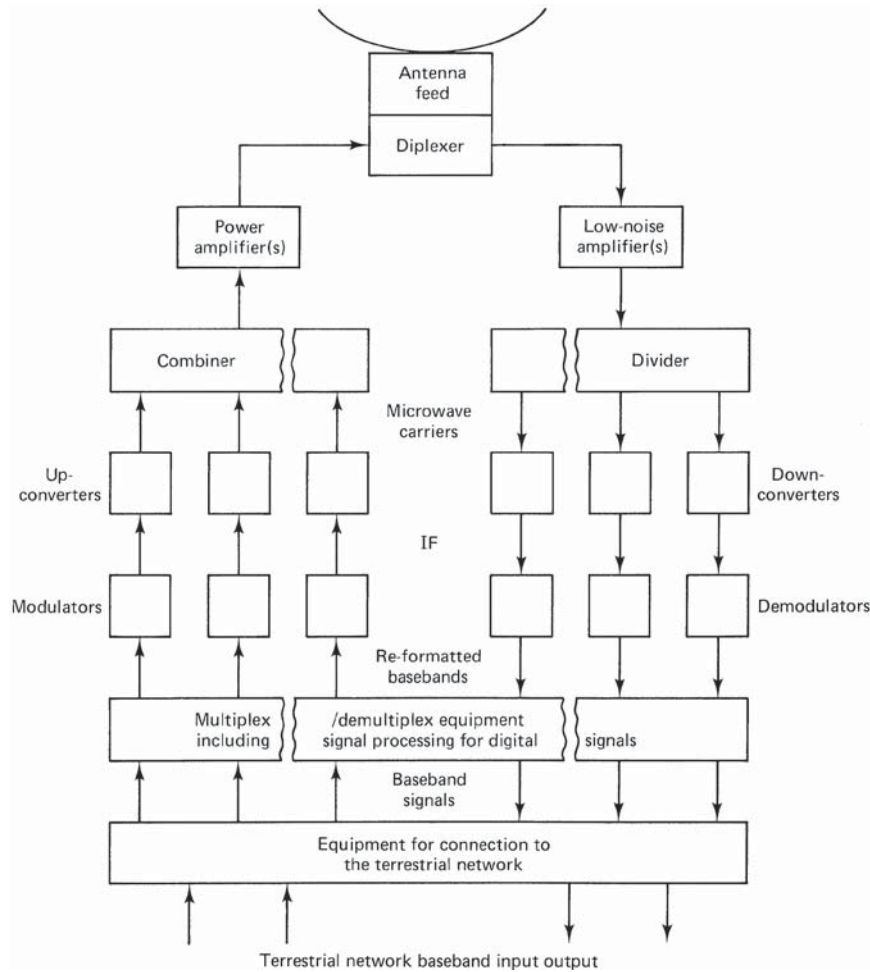 Antenna
feed
Diplexer
Power
amplifier(s)
Low-noise
amplifier(s)
Combiner
Divider
Microwave
carriers
Up-
converters
Down-
converters
IF
Modulators
Demodulators
Re-formatted
basebands
Multiplex /demultiplex equipment
including signal processing for digital signals
Baseband
signals
Equipment for connection to
the terrestrial network
Terrestrial network baseband input output